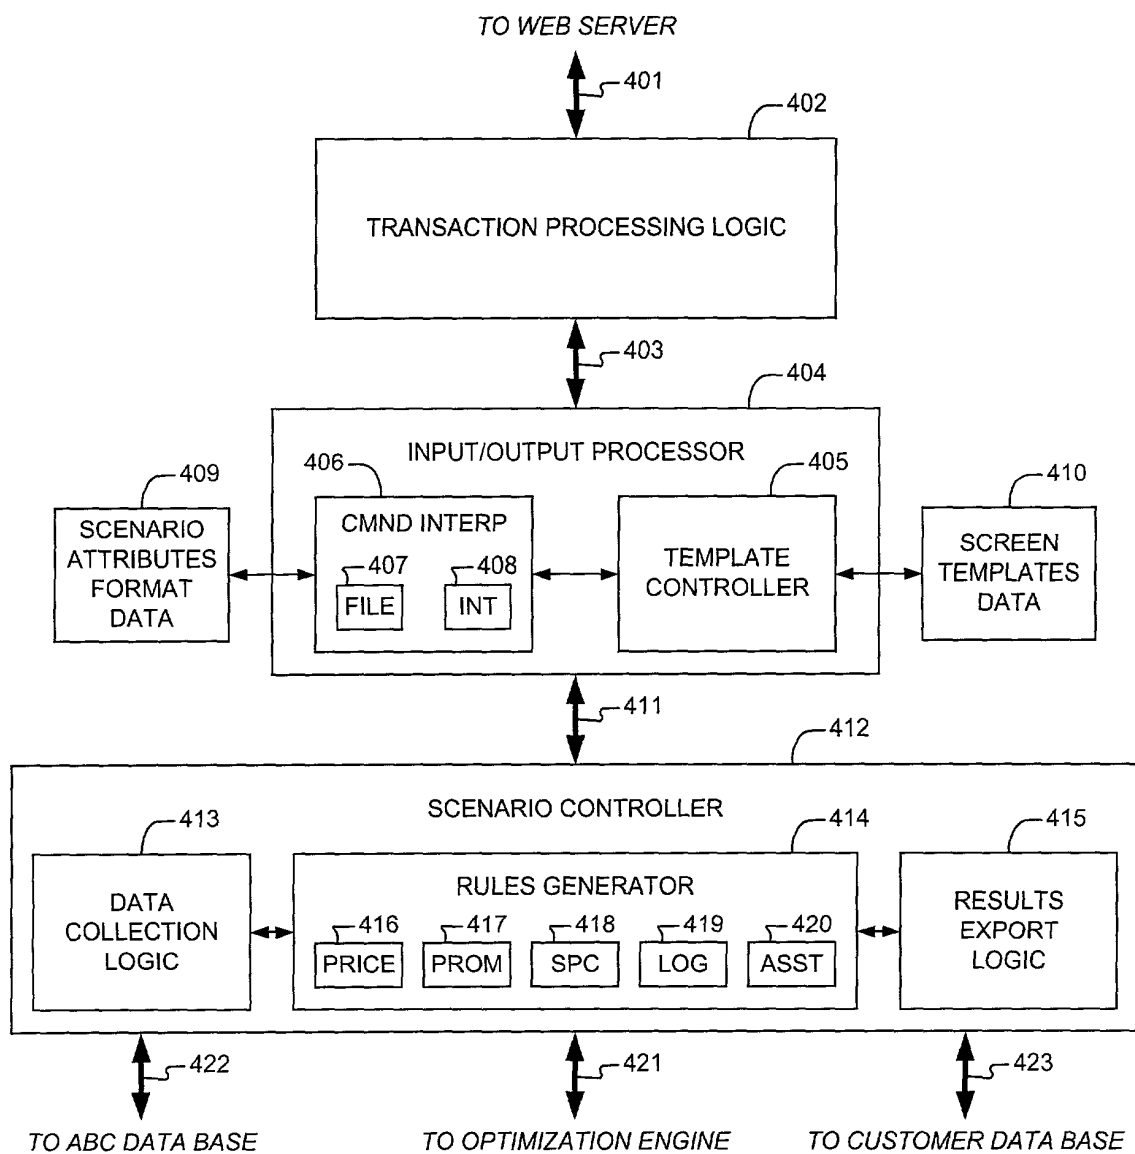 TO WEB SERVER
401
402
TRANSACTION PROCESSING LOGIC
403
404
INPUT/OUTPUT PROCESSOR
409
406
405
410
SCENARIO
ATTRIBUTES
FORMAT
DATA
CMND INTERP
407
408
FILE
INT
TEMPLATE
CONTROLLER
SCREEN
TEMPLATES
DATA
411
412
SCENARIO CONTROLLER
413
414
415
DATA
COLLECTION
LOGIC
RULES GENERATOR
416
417
418
419
420
PRICE
PROM
SPC
LOG
ASST
RESULTS
EXPORT
LOGIC
422
421
423
TO ABC DATA BASE
TO OPTIMIZATION ENGINE
TO CUSTOMER DATA BASE